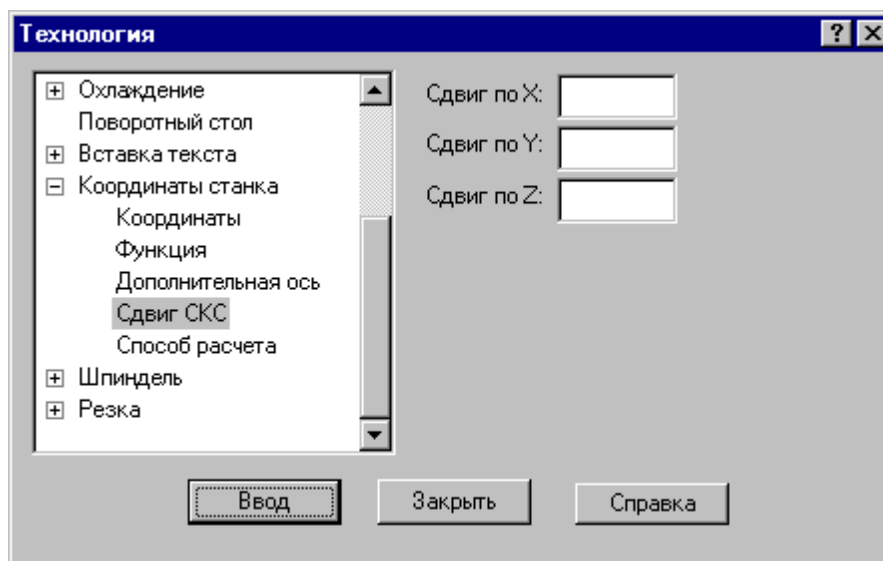 Технология
Охлаждение
Поворотный стол
Вставка текста
Координаты станка
Координаты
Функция
Дополнительная ось
Сдвиг СКС
Способ расчета
Шпиндель
Резка
Сдвиг по X:
Сдвиг по Y:
Сдвиг по Z:
Ввод
Закрыть
Справка